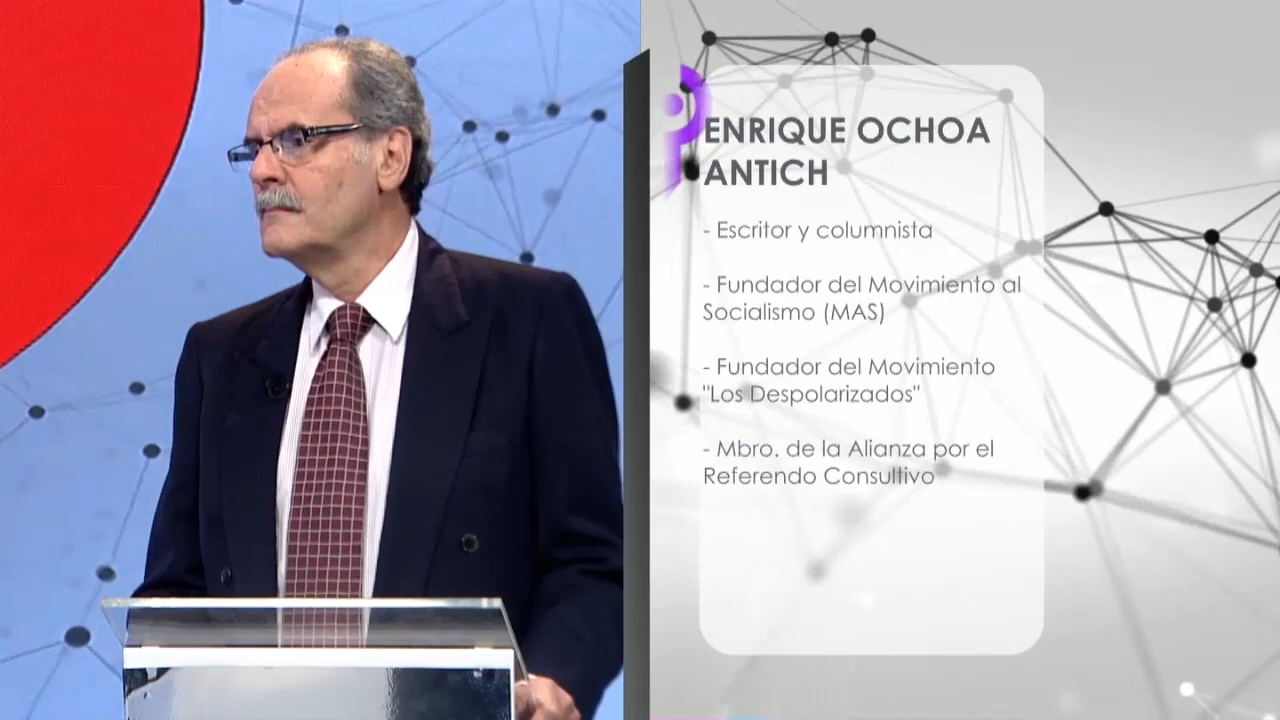 ENRIQUE OCHOA
ANTICH
- Escritor y columnista
- Fundador del Movimiento al
Socialismo (MAS)
- Fundador del Movimiento
"Los Despolarizados"
- Mbro. de la Alianza por el
Referendo Consultivo